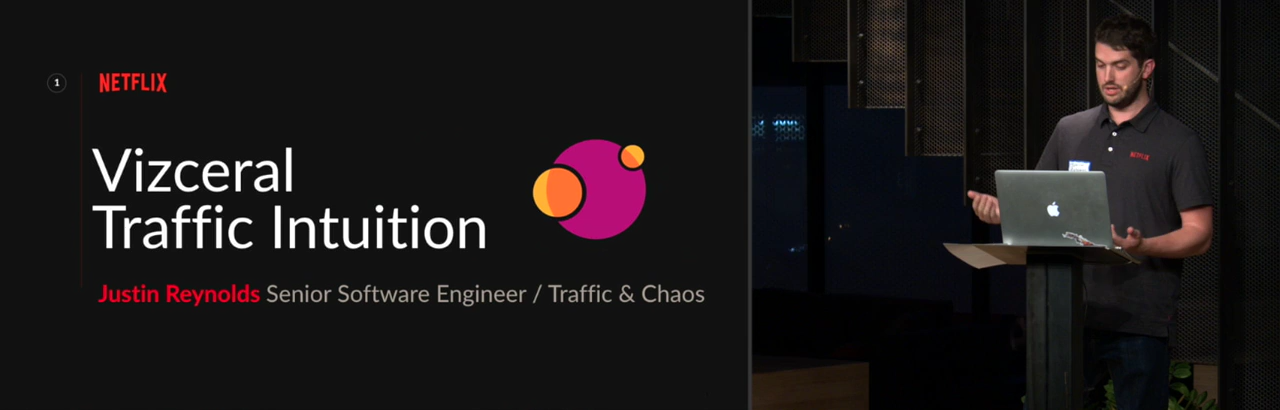 1
NETFLIX
Vizceral
Traffic Intuition
Justin Reynolds Senior Software Engineer / Traffic & Chaos
NETFLIX